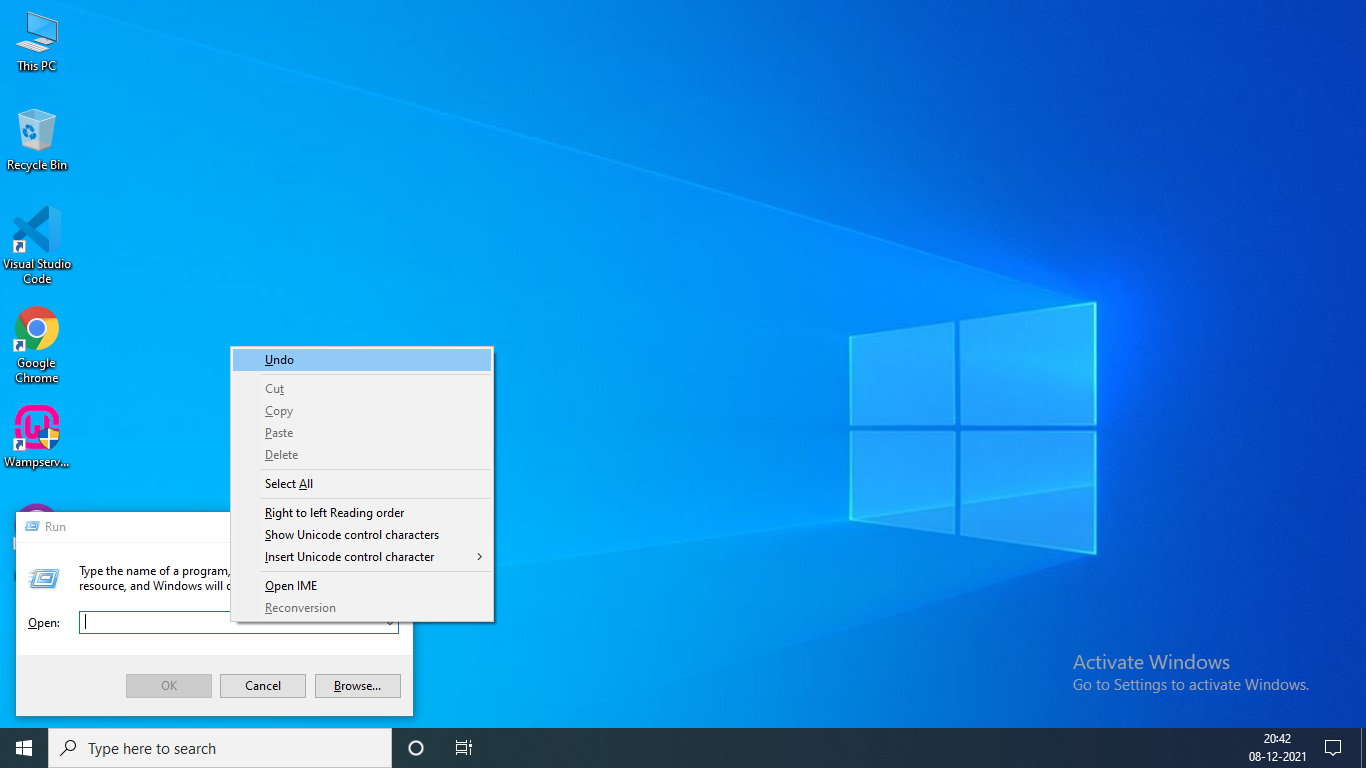 This PC
Recycle Bin
Visual Studio
Code
Google
Chrome
Wampserv...
Undo
Cut
Copy
Paste
Delete
Select All
Right to left Reading order
Show Unicode control characters
Insert Unicode control character
Open IME
Reconversion
Run
Type the name of a program,
resource, and Windows will
Open:
OK
Cancel
Browse...
Activate Windows
Go to Settings to activate Windows.
Type here to search
20:42
08-12-2021